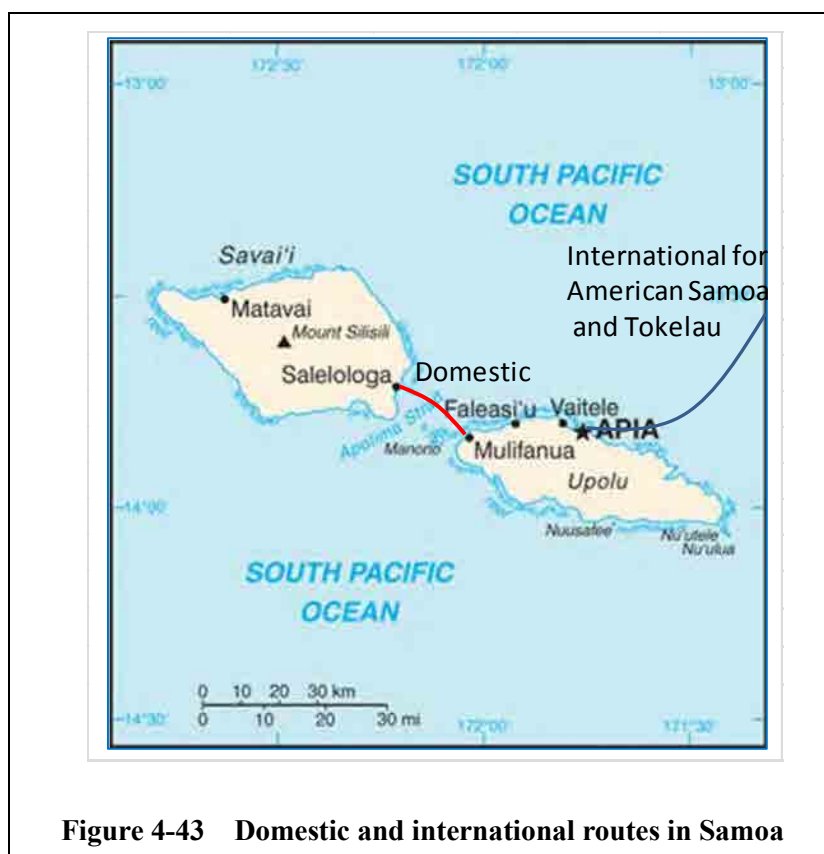 172°30'
172°00'
13°00'
13°00'
SOUTH PACIFIC
OCEAN
Savai'i
International for
American Samoa
and Tokelau
Matavai
Mount Silisili
Salelologa
Domestic
Faleasi'u
Vaitele
Apolima Strait
APIA
Manono
Mulifanua
Upolu
14°00'
Nuusafee
Nu'utele
Nu'ulua
SOUTH PACIFIC
OCEAN
0 10 20 30 km
0 10 20 30 mi
14°30'
172°00'
171°30'
Figure 4-43 Domestic and international routes in Samoa